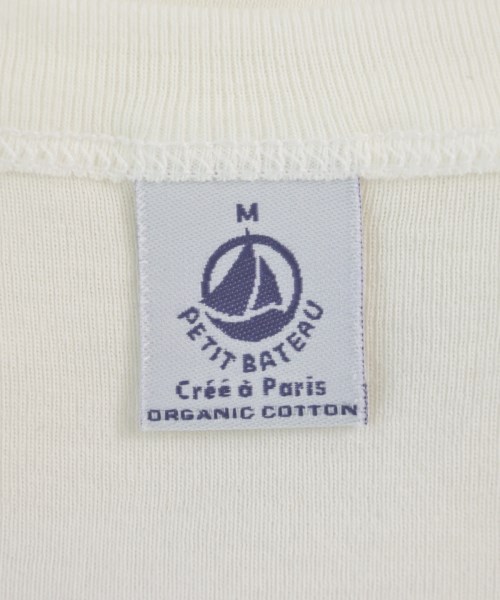 M
PETIT BATEAU
Créé à Paris
ORGANIC COTTON